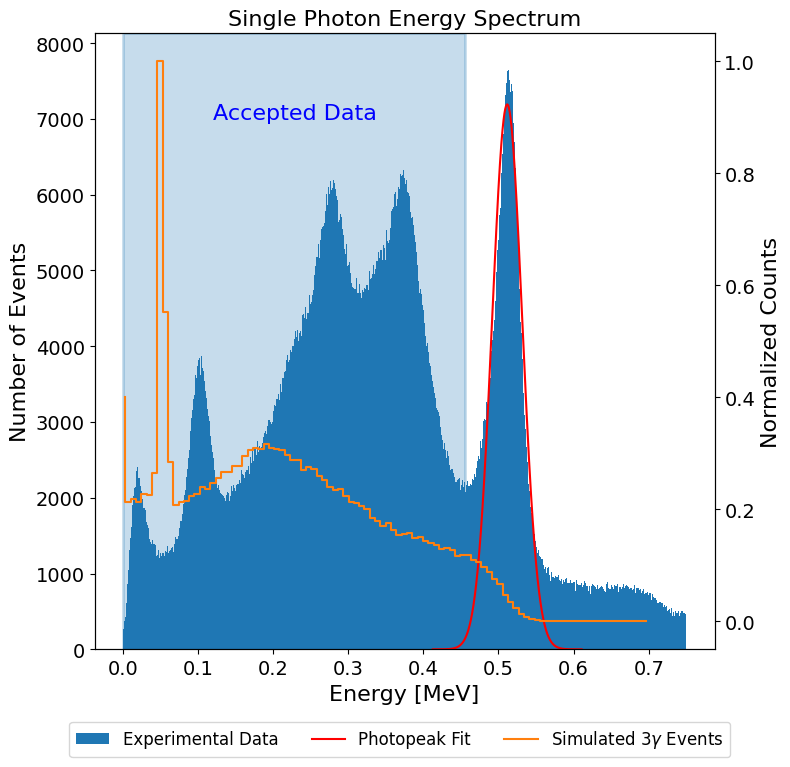 Single Photon Energy Spectrum
8000
7000
6000
5000
4000
3000
2000
1000
0
Number of Events
Accepted Data
1.0
0.8
0.6
0.4
0.2
0.0
Normalized Counts
0.0 0.1 0.2 0.3 0.4 0.5 0.6 0.7
Energy [MeV]
Experimental Data Photopeak Fit Simulated 3γ Events